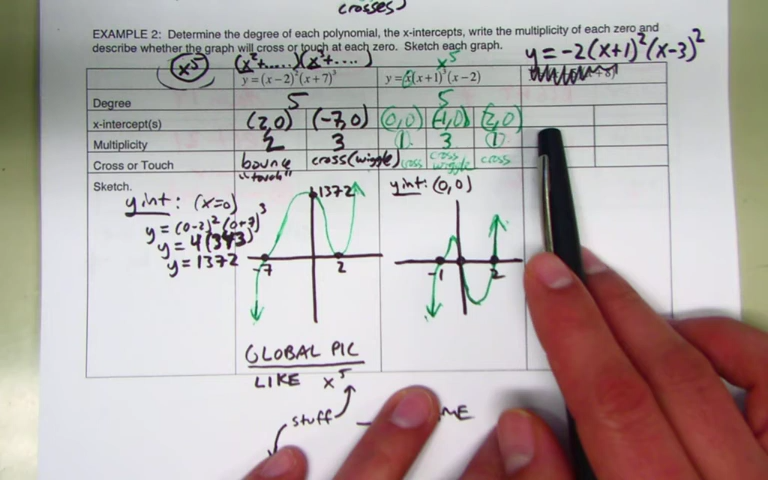 crosses)
EXAMPLE 2: Determine the degree of each polynomial, the x-intercepts, write the multiplicity of each zero and
describe whether the graph will cross or touch at each zero. Sketch each graph.
x⁵
(x²+....)(x³+....)
y = (x−2)²(x+7)³
x⁵
y = x(x+1)³(x−2)
y=-2(x+1)²(x-3)²
Degree
5
5
x-intercept(s)
(2,0)
(-7,0)
(0,0)
(-1,0)
(2,0)
Multiplicity
2
3
1
3
1
Cross or Touch
bounce
"touch"
cross(wiggle)
cross
cross
wiggle
cross
Sketch.
y int: (x=0)
y=(0-2)²(0+7)³
y=4(343)
y=1372
1372
-7
2
yint: (0,0)
-1
2
GLOBAL PIC
LIKE x⁵
stuff